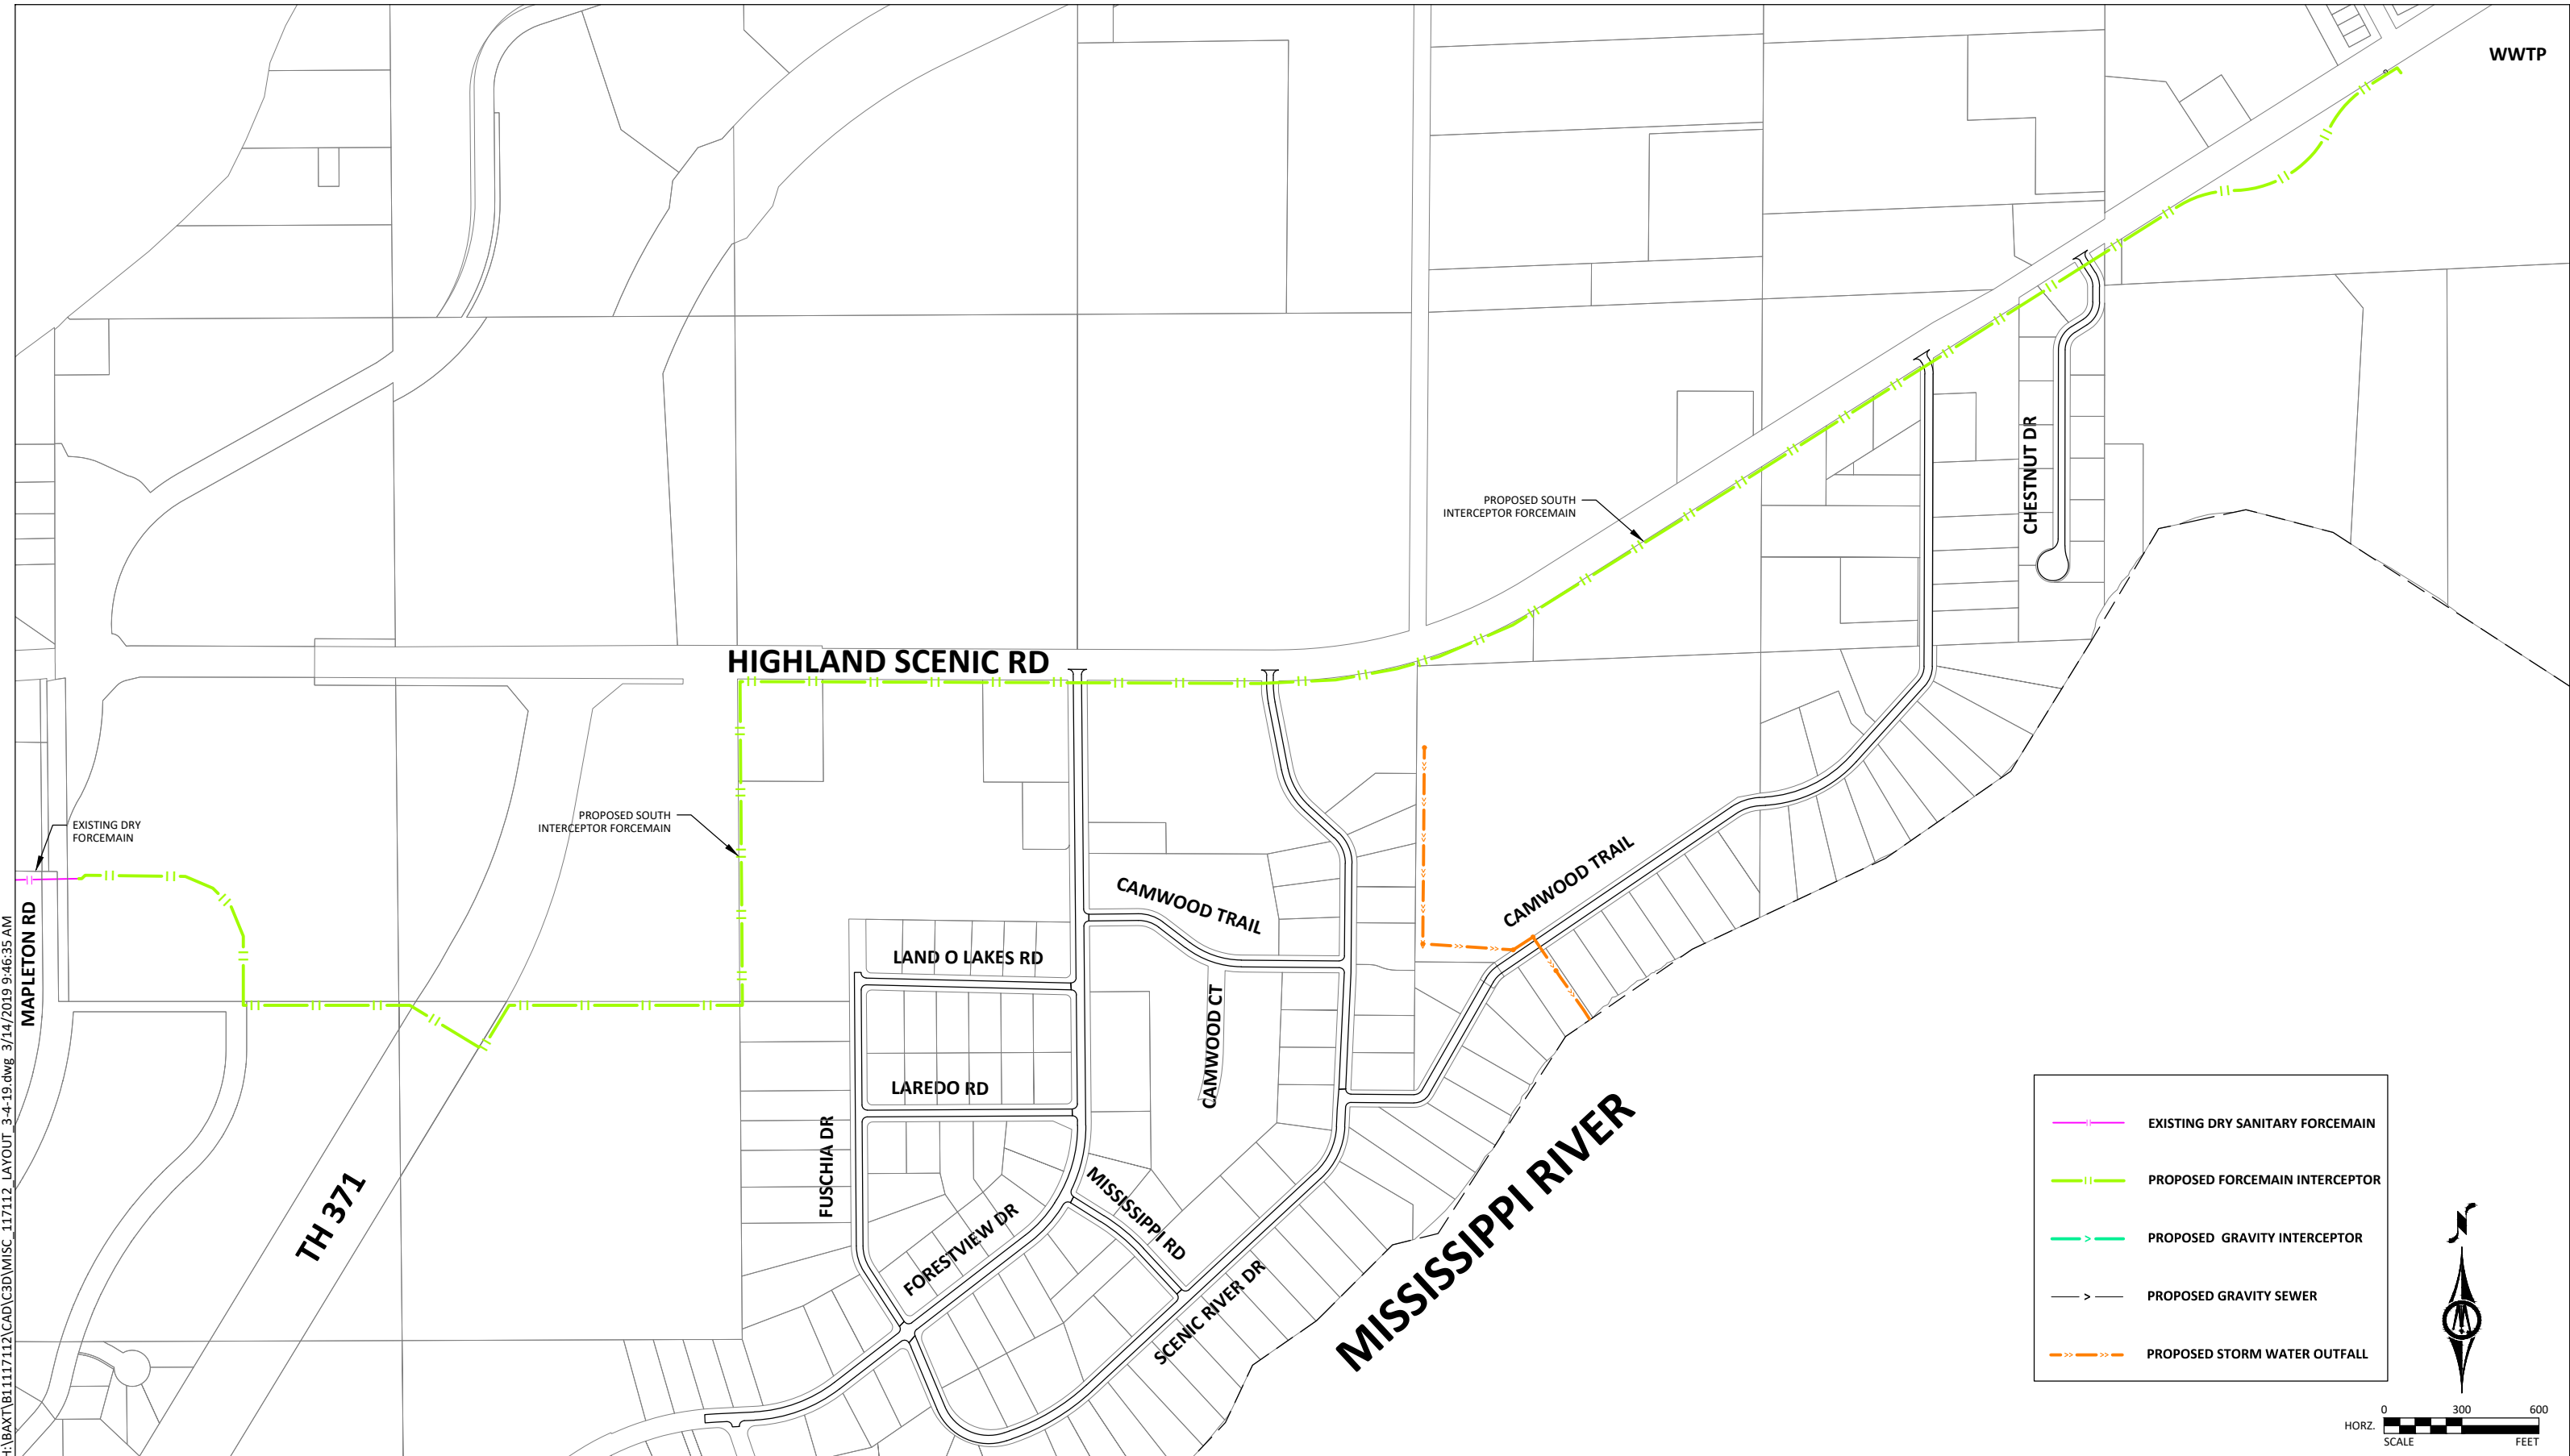 WWTP
PROPOSED SOUTH
INTERCEPTOR FORCEMAIN
CHESTNUT DR
HIGHLAND SCENIC RD
PROPOSED SOUTH
INTERCEPTOR FORCEMAIN
EXISTING DRY
FORCEMAIN
MAPLETON RD
CAMWOOD TRAIL
CAMWOOD TRAIL
LAND O LAKES RD
CAMWOOD CT
LAREDO RD
FUSCHIA DR
TH 371
MISSISSIPPI RD
FORESTVIEW DR
SCENIC RIVER DR
MISSISSIPPI RIVER
EXISTING DRY SANITARY FORCEMAIN
PROPOSED FORCEMAIN INTERCEPTOR
PROPOSED GRAVITY INTERCEPTOR
PROPOSED GRAVITY SEWER
PROPOSED STORM WATER OUTFALL
N
0 300 600
HORZ.
SCALE FEET
H:\BAXT\B11117112\CAD\C3D\MISC_117112_LAYOUT_3-4-19.dwg 3/14/2019 9:46:35 AM